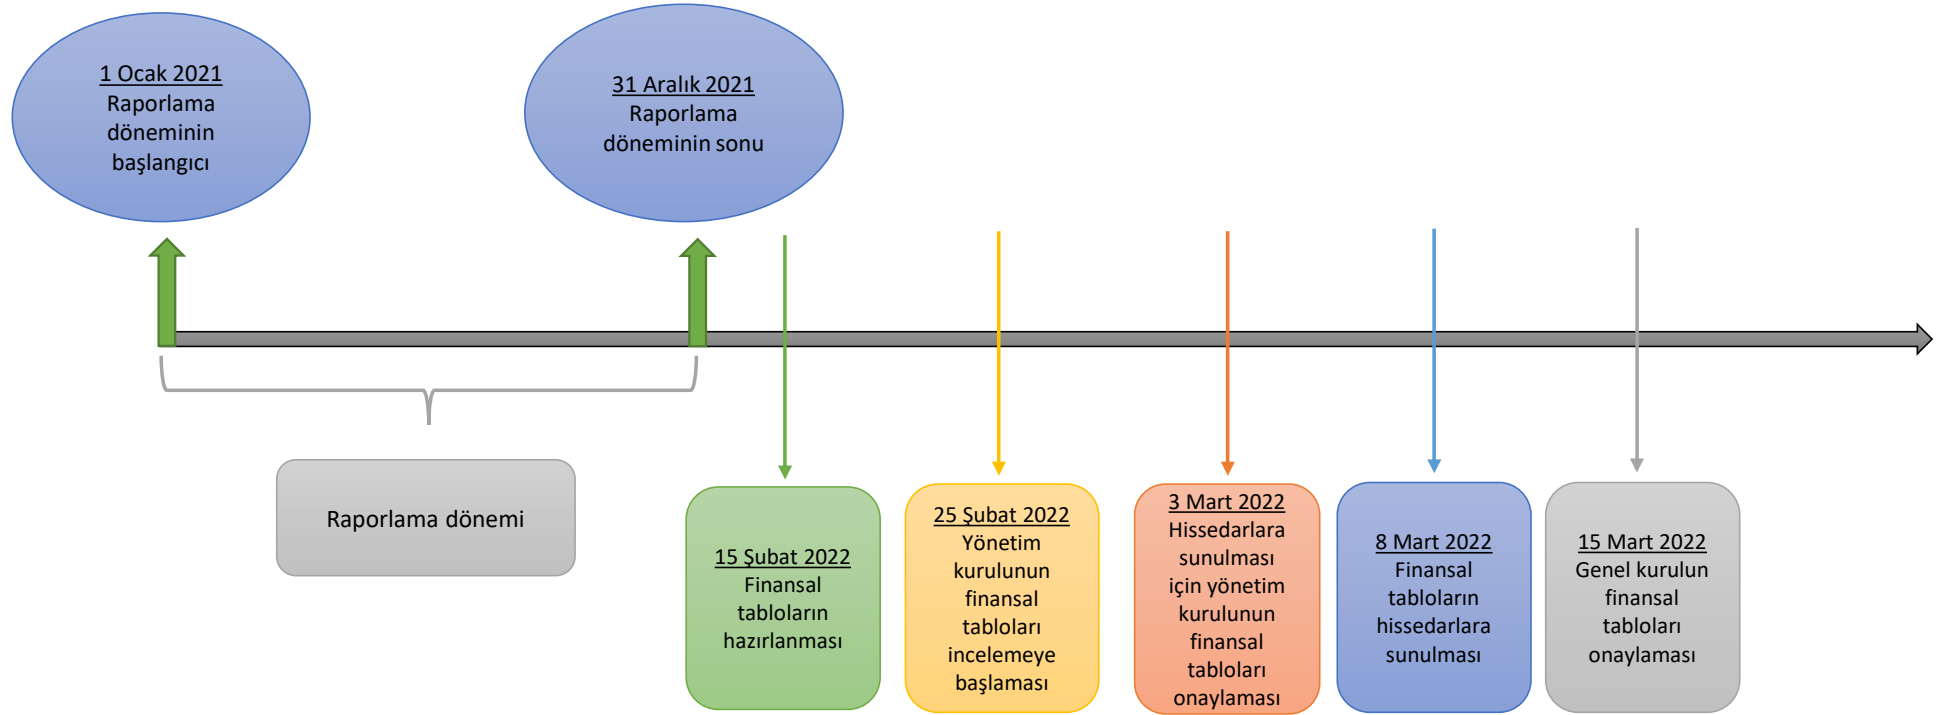 1 Ocak 2021
Raporlama
döneminin
başlangıcı
31 Aralık 2021
Raporlama
döneminin sonu
Raporlama dönemi
15 Şubat 2022
Finansal
tabloların
hazırlanması
25 Şubat 2022
Yönetim
kurulunun
finansal
tabloları
incelemeye
başlaması
3 Mart 2022
Hissedarlara
sunulması
için yönetim
kurulunun
finansal
tabloları
onaylaması
8 Mart 2022
Finansal
tabloların
hissedarlara
sunulması
15 Mart 2022
Genel kurulun
finansal
tabloları
onaylaması